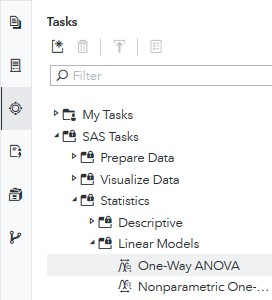 Tasks
Filter
My Tasks
SAS Tasks
Prepare Data
Visualize Data
Statistics
Descriptive
Linear Models
One-Way ANOVA
Nonparametric One-...